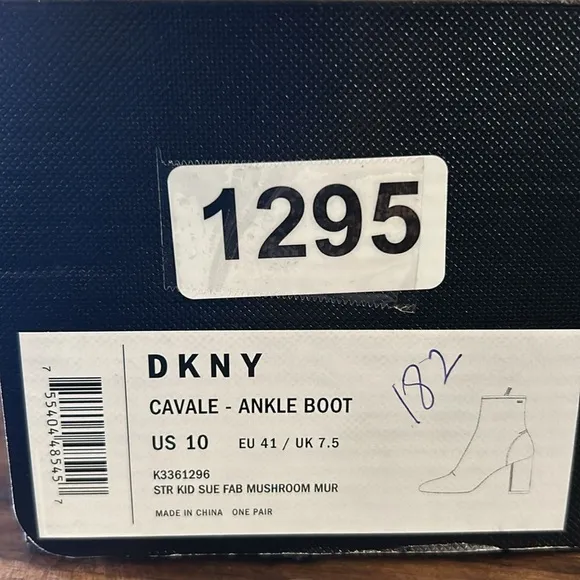 1295
DKNY
CAVALE - ANKLE BOOT
US 10 EU 41 / UK 7.5
K3361296
STR KID SUE FAB MUSHROOM MUR
MADE IN CHINA ONE PAIR
182
7 55404 48545 7